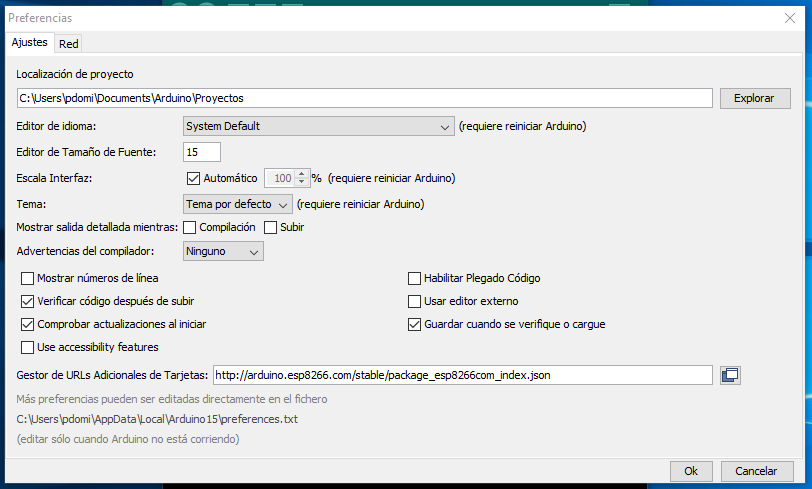 Preferencias
Ajustes Red
Localización de proyecto
C:\Users\pdomi\Documents\Arduino\Proyectos Explorar
Editor de idioma: System Default (requiere reiniciar Arduino)
Editor de Tamaño de Fuente: 15
Escala Interfaz: Automático 100 % (requiere reiniciar Arduino)
Tema: Tema por defecto (requiere reiniciar Arduino)
Mostrar salida detallada mientras: Compilación Subir
Advertencias del compilador: Ninguno
Mostrar números de línea Habilitar Plegado Código
Verificar código después de subir Usar editor externo
Comprobar actualizaciones al iniciar Guardar cuando se verifique o cargue
Use accessibility features
Gestor de URLs Adicionales de Tarjetas: http://arduino.esp8266.com/stable/package_esp8266com_index.json
Más preferencias pueden ser editadas directamente en el fichero
C:\Users\pdomi\AppData\Local\Arduino15\preferences.txt
(editar sólo cuando Arduino no está corriendo)
Ok Cancelar